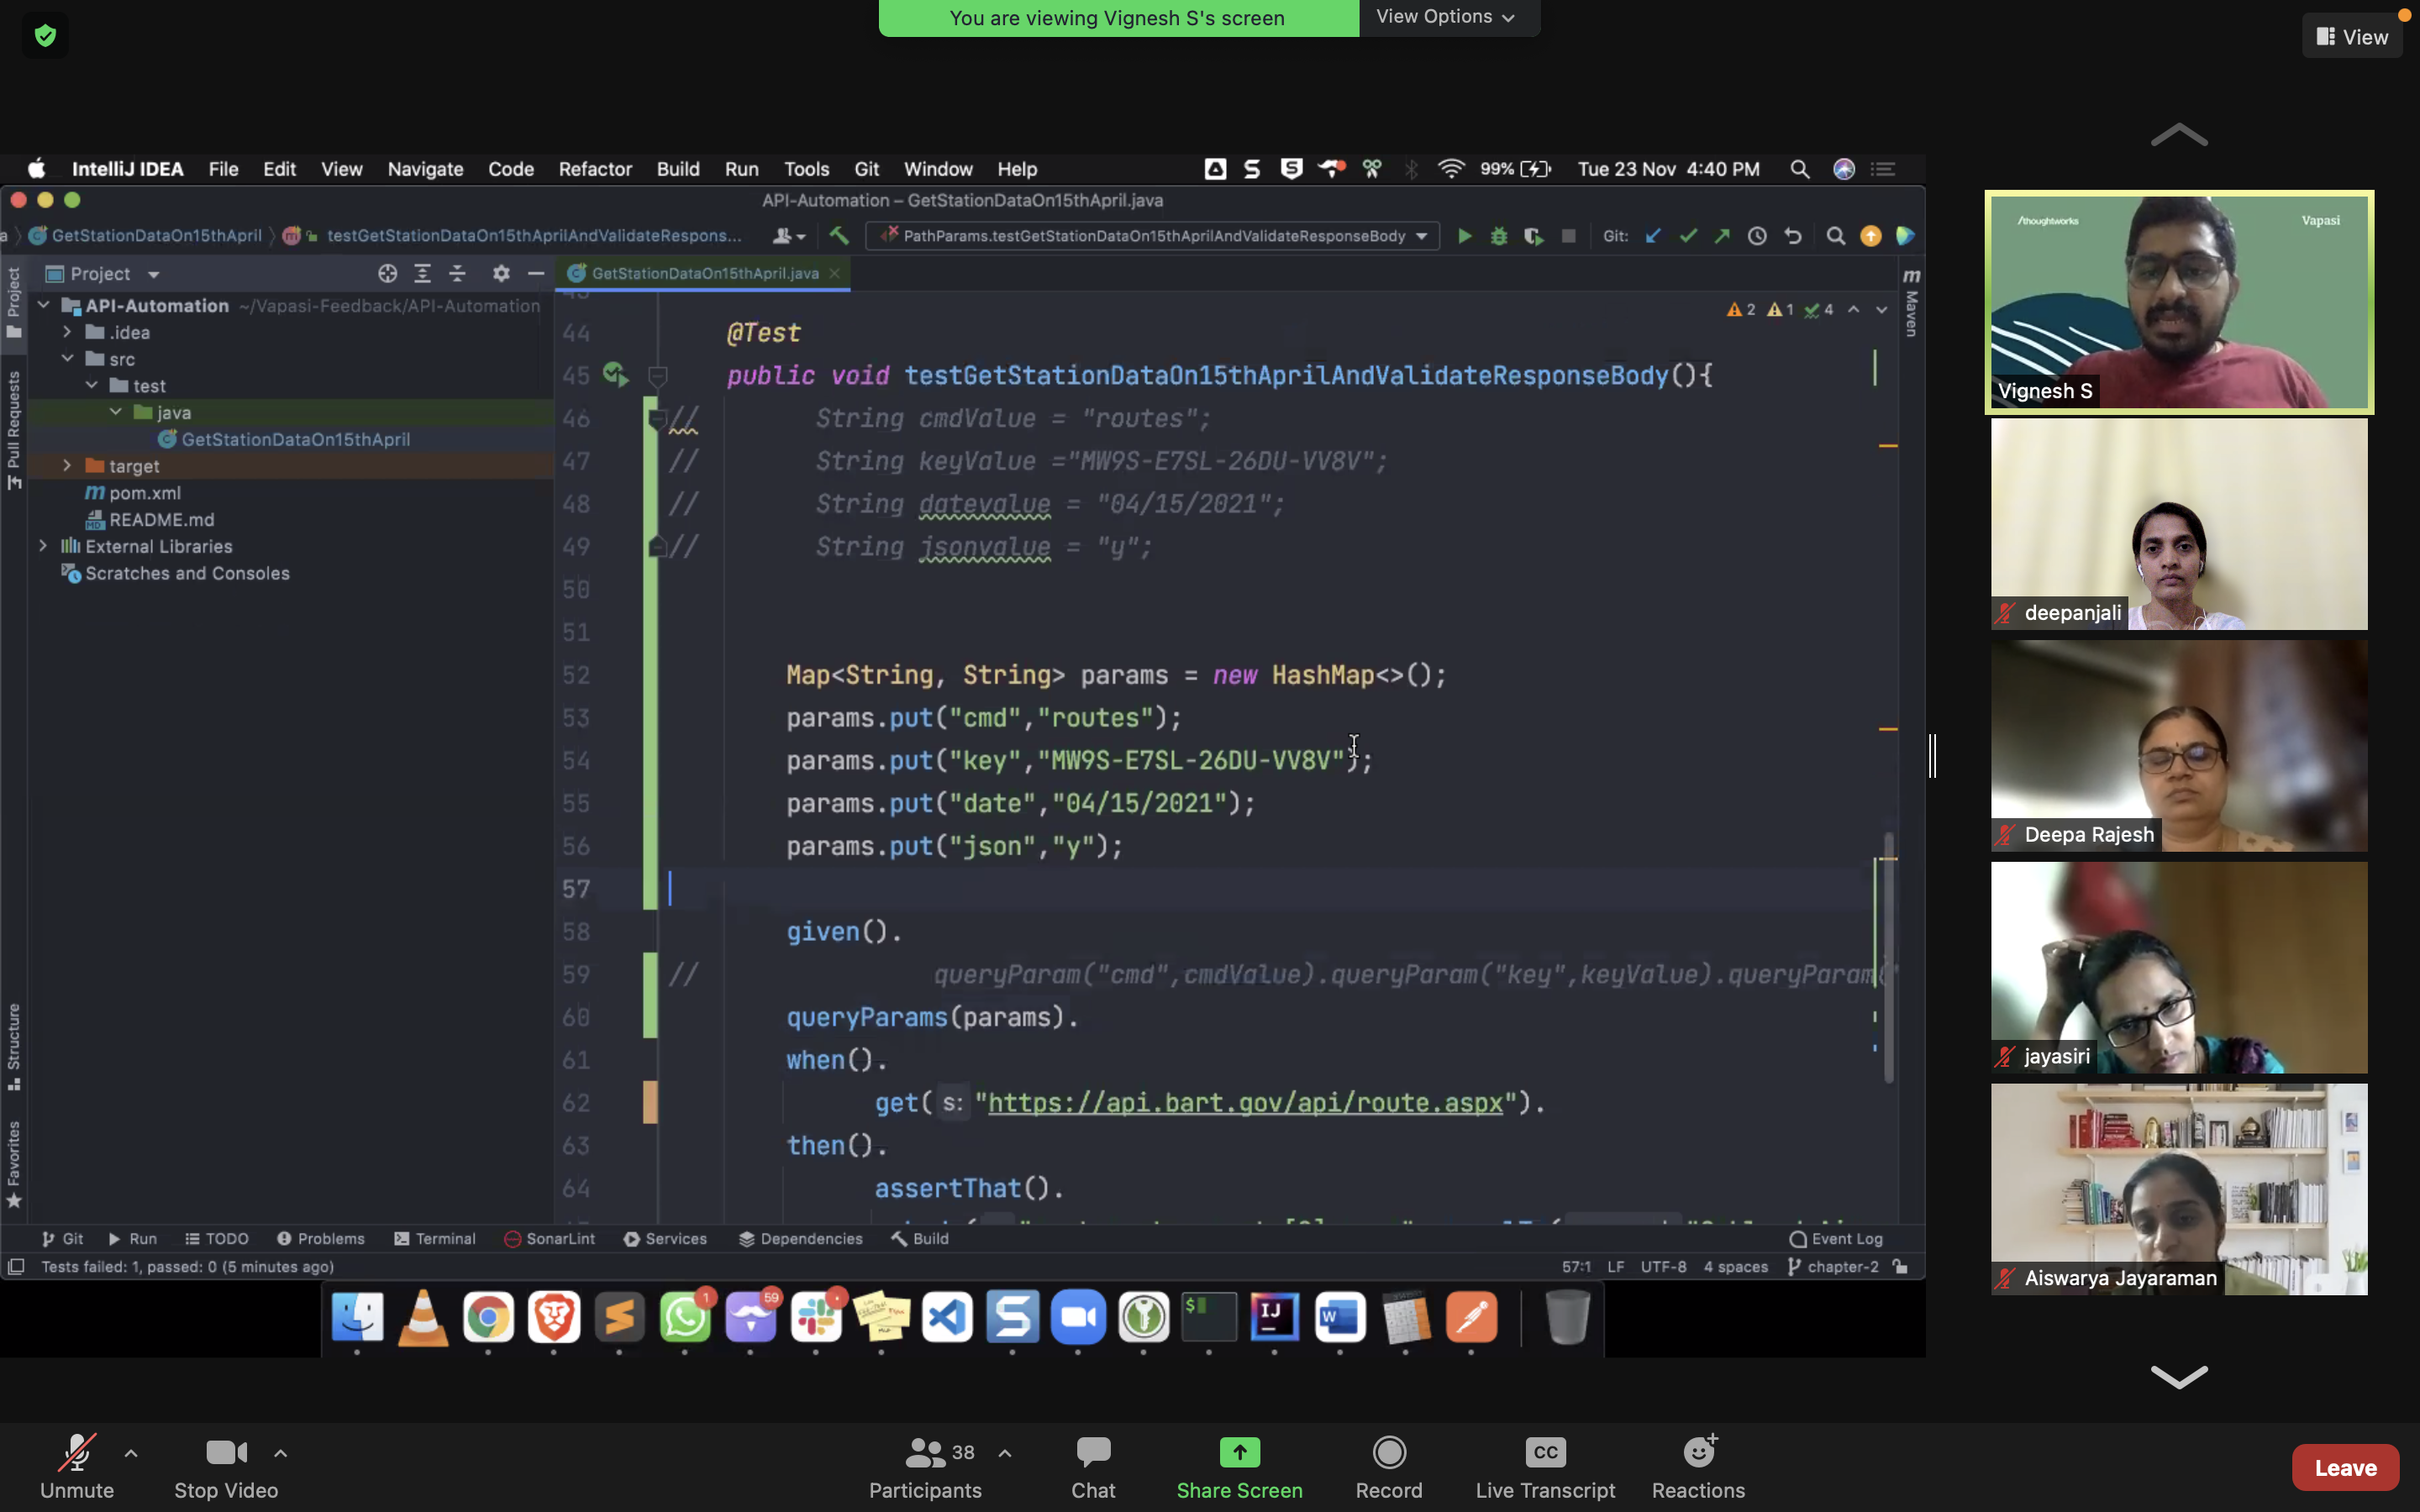 You are viewing Vignesh S's screen View Options
View
IntelliJ IDEA File Edit View Navigate Code Refactor Build Run Tools Git Window Help 99% Tue 23 Nov 4:40 PM
API-Automation – GetStationDataOn15thApril.java
a GetStationDataOn15thApril testGetStationDataOn15thAprilAndValidateRespons... PathParams.testGetStationDataOn15thAprilAndValidateResponseBody Git:
Project GetStationDataOn15thApril.java
Project
Pull Requests
Structure
Favorites
Maven
API-Automation ~/Vapasi-Feedback/API-Automation
.idea
src
test
java
GetStationDataOn15thApril
target
pom.xml
README.md
External Libraries
Scratches and Consoles
2 1 4
44 @Test
45 public void testGetStationDataOn15thAprilAndValidateResponseBody(){
46 // String cmdValue = "routes";
47 // String keyValue ="MW9S-E7SL-26DU-VV8V";
48 // String datevalue = "04/15/2021";
49 // String jsonvalue = "y";
50
51
52 Map<String, String> params = new HashMap<>();
53 params.put("cmd","routes");
54 params.put("key","MW9S-E7SL-26DU-VV8V");
55 params.put("date","04/15/2021");
56 params.put("json","y");
57
58 given().
59 // queryParam("cmd",cmdValue).queryParam("key",keyValue).queryParam("
60 queryParams(params).
61 when().
62 get( s: "https://api.bart.gov/api/route.aspx").
63 then().
64 assertThat().
Git Run TODO Problems Terminal SonarLint Services Dependencies Build Event Log
Tests failed: 1, passed: 0 (5 minutes ago) 57:1 LF UTF-8 4 spaces chapter-2
1
59
/thoughtworks Vapasi
Vignesh S
deepanjali
Deepa Rajesh
jayasiri
Aiswarya Jayaraman
Unmute Stop Video Participants 38 Chat Share Screen Record CC Live Transcript Reactions Leave